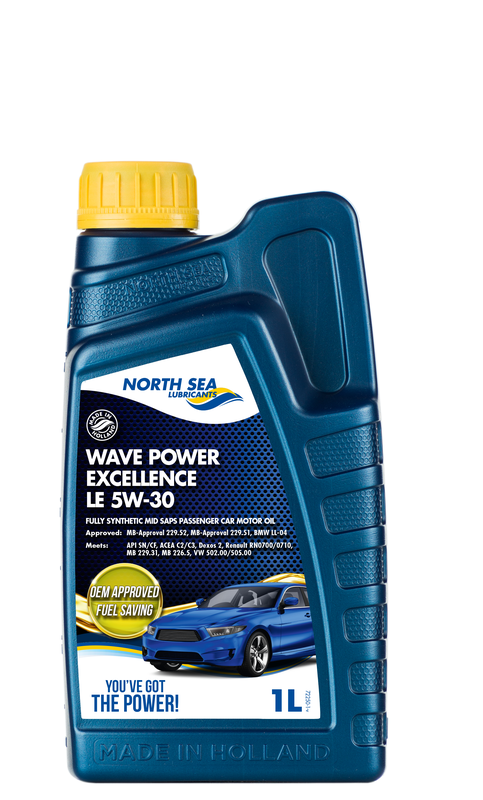 NORTH SEA
LUBRICANTS
MADE IN
HOLLAND
WAVE POWER
EXCELLENCE
LE 5W-30
FULLY SYNTHETIC MID SAPS PASSENGER CAR MOTOR OIL
Approved: MB-Approval 229.52, MB-Approval 229.51, BMW LL-04
Meets: API SN/CF, ACEA C2/C3, Dexos 2, Renault RN0700/0710,
MB 229.31, MB 226.5, VW 502.00/505.00
OEM APPROVED
FUEL SAVING
YOU'VE GOT
THE POWER!
1L
MADE IN HOLLAND